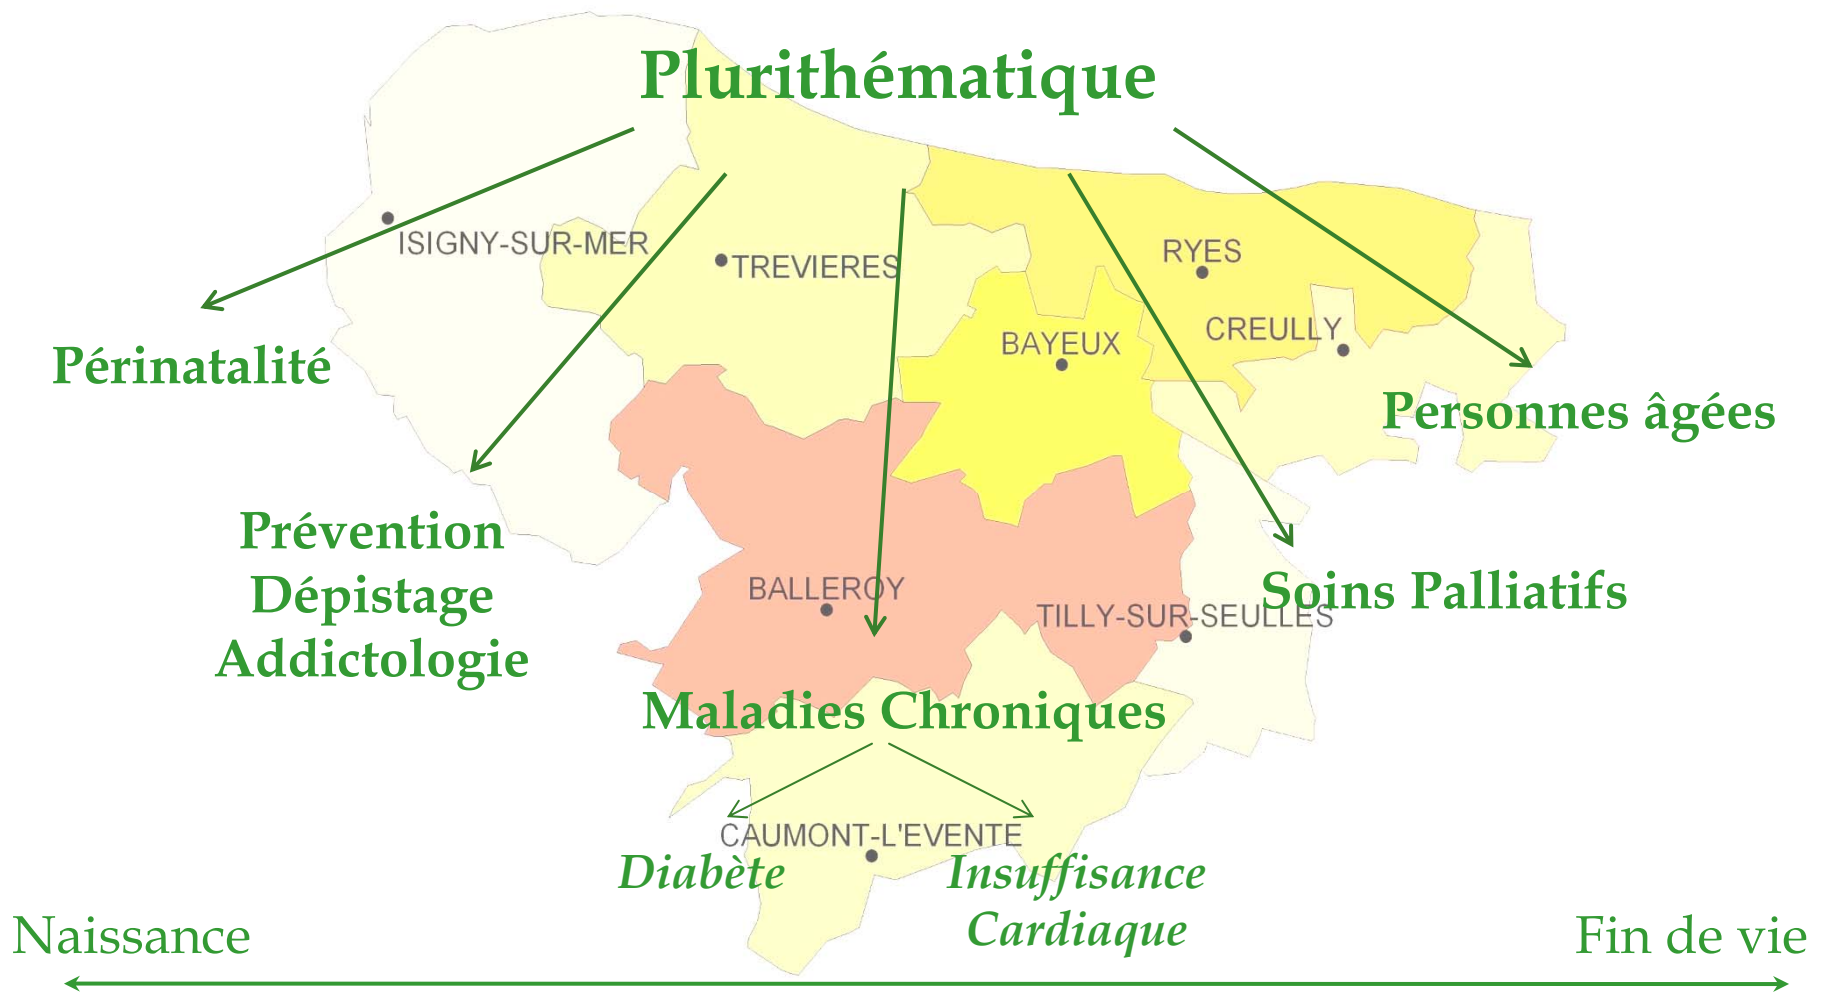 Plurithématique
ISIGNY-SUR-MER
TREVIERES
RYES
CREULLY
BAYEUX
Périnatalité
Personnes âgées
Prévention
Dépistage
Addictologie
BALLEROY
TILLY-SUR-SEULLES
Soins Palliatifs
Maladies Chroniques
CAUMONT-L'EVENTE
Diabète
Insuffisance
Cardiaque
Naissance
Fin de vie